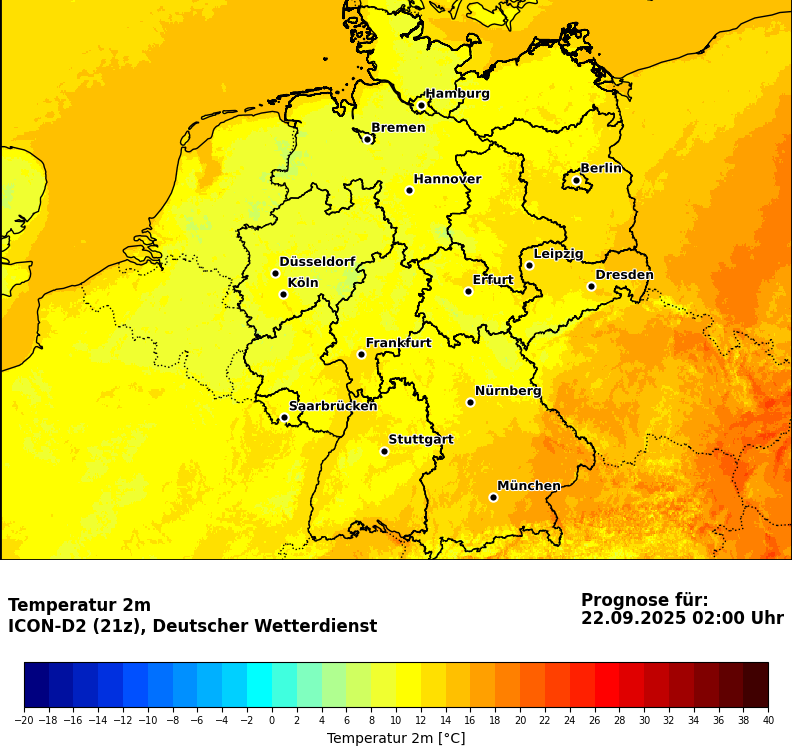 Hamburg
Bremen
Berlin
Hannover
Leipzig
Düsseldorf
Dresden
Köln
Erfurt
Frankfurt
Nürnberg
Saarbrücken
Stuttgart
München
Temperatur 2m
ICON-D2 (21z), Deutscher Wetterdienst
Prognose für:
22.09.2025 02:00 Uhr
−20 −18 −16 −14 −12 −10 −8 −6 −4 −2 0 2 4 6 8 10 12 14 16 18 20 22 24 26 28 30 32 34 36 38 40
Temperatur 2m [°C]